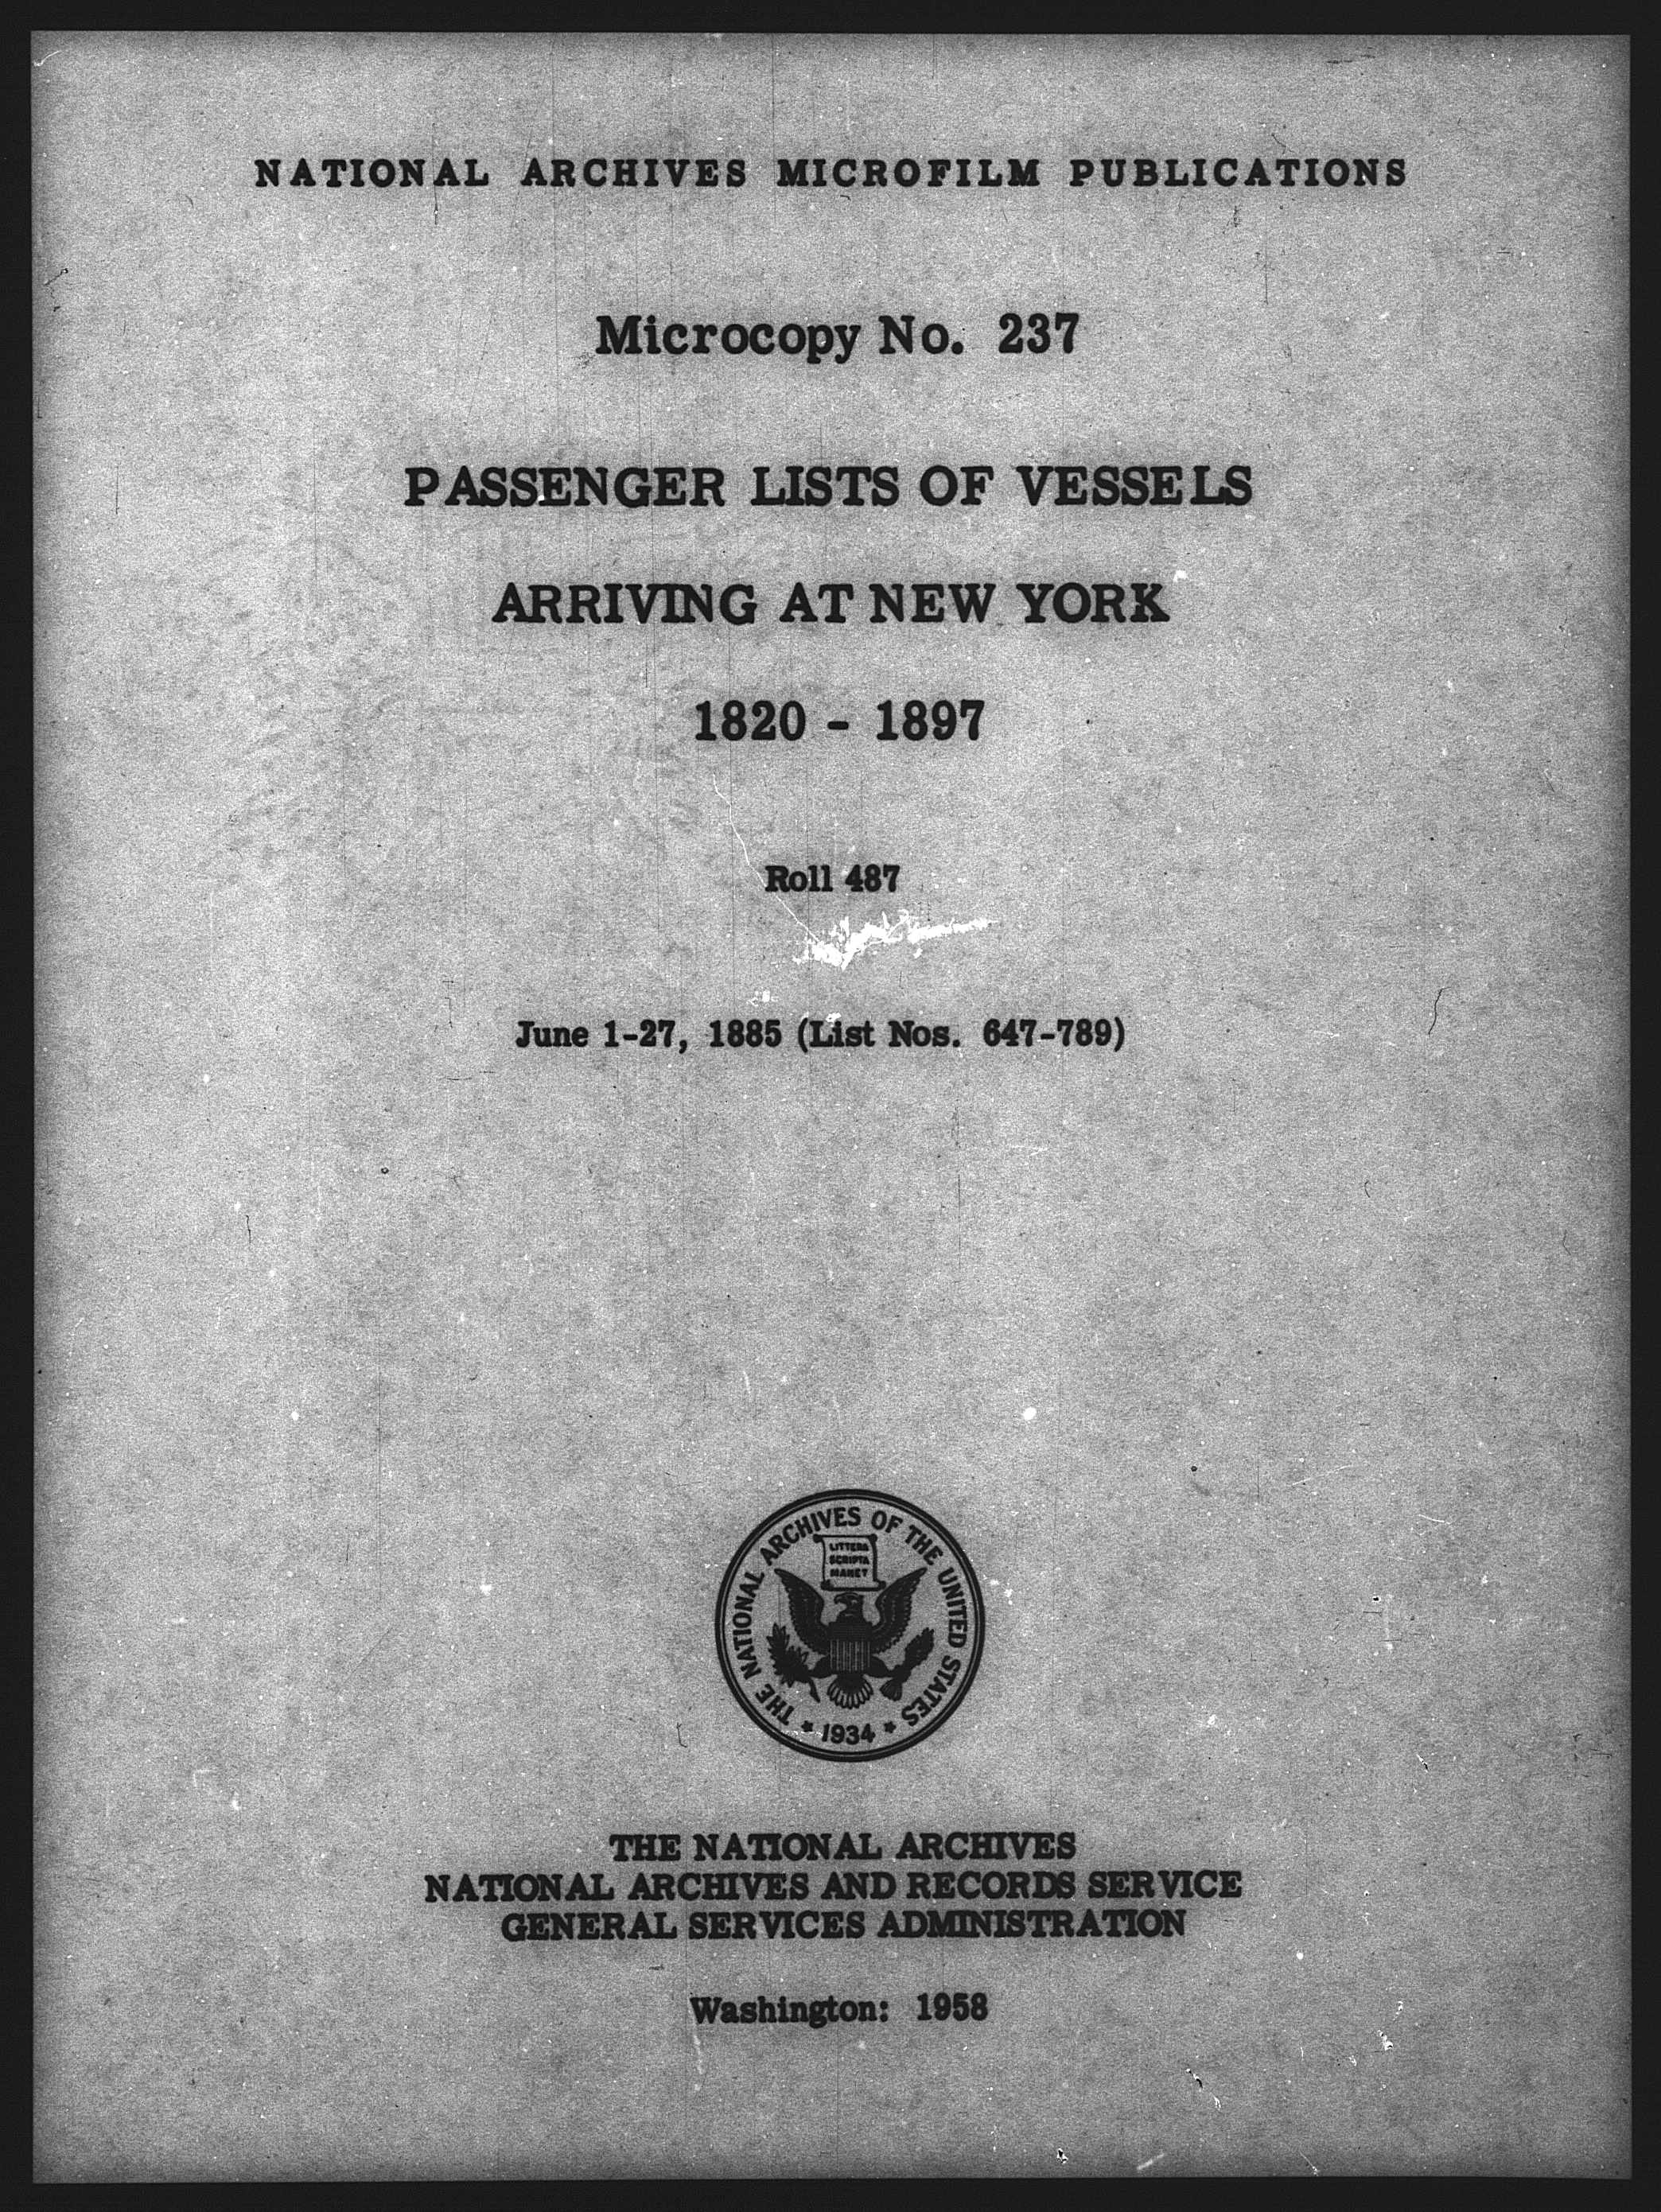 NATIONAL ARCHIVES MICROFILM PUBLICATIONS
Microcopy No. 237
PASSENGER LISTS OF VESSELS
ARRIVING AT NEW YORK
1820 - 1897
Roll 487
June 1-27, 1885 (List Nos. 647-789)
THE NATIONAL ARCHIVES OF THE UNITED STATES
LITTERA
SCRIPTA
MANET
* 1934 *
THE NATIONAL ARCHIVES
NATIONAL ARCHIVES AND RECORDS SERVICE
GENERAL SERVICES ADMINISTRATION
Washington: 1958